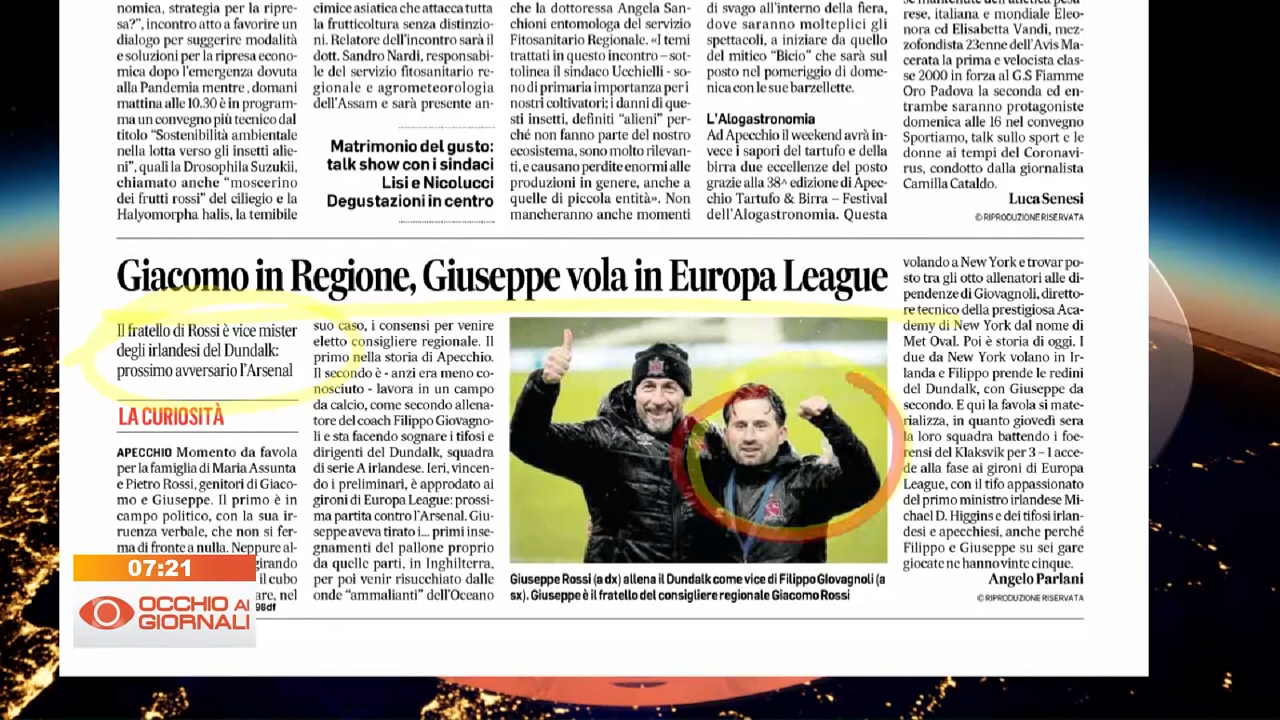 nomica, strategia per la ripre-
sa?”, incontro atto a favorire un
dialogo per suggerire modalità
e soluzioni per la ripresa econo-
mica dopo l'emergenza dovuta
alla Pandemia mentre, domani
mattina alle 10.30 è in program-
ma un convegno più tecnico dal
titolo “Sostenibilità ambientale
nella lotta verso gli insetti alie-
ni”, quali la Drosophila Suzukii,
chiamato anche “moscerino
dei frutti rossi” del ciliegio e la
Halyomorpha halis, la temibile
cimice asiatica che attacca tutta
la frutticoltura senza distinzio-
ni. Relatore dell'incontro sarà il
dott. Sandro Nardi, responsabi-
le del servizio fitosanitario re-
gionale e agrometeorologia
dell'Assam e sarà presente an-
Matrimonio del gusto:
talk show con i sindaci
Lisi e Nicolucci
Degustazioni in centro
che la dottoressa Angela San-
chioni entomologa del servizio
Fitosanitario Regionale. «I temi
trattati in questo incontro – sot-
tolinea il sindaco Ucchielli - so-
no di primaria importanza per i
nostri coltivatori; i danni di que-
sti insetti, definiti “alieni” per-
ché non fanno parte del nostro
ecosistema, sono molto rilevan-
ti, e causano perdite enormi alle
produzioni in genere, anche a
quelle di piccola entità». Non
mancheranno anche momenti
di svago all'interno della fiera,
dove saranno molteplici gli
spettacoli, a iniziare da quello
del mitico “Bicio” che sarà sul
posto nel pomeriggio di dome-
nica con le sue barzellette.
L'Alogastronomia
Ad Apecchio il weekend avrà in-
vece i sapori del tartufo e della
birra due eccellenze del posto
grazie alla 38^ edizione di Apec-
chio Tartufo & Birra – Festival
dell'Alogastronomia. Questa
rese, italiana e mondiale Eleo-
nora ed Elisabetta Vandi, mez-
zofondista 23enne dell'Avis Ma-
cerata la prima e velocista clas-
se 2000 in forza al G.S Fiamme
Oro Padova la seconda ed en-
trambe saranno protagoniste
domenica alle 16 nel convegno
Sportiamo, talk sullo sport e le
donne ai tempi del Coronavi-
rus, condotto dalla giornalista
Camilla Cataldo.
Luca Senesi
© RIPRODUZIONE RISERVATA
Giacomo in Regione, Giuseppe vola in Europa League
Il fratello di Rossi è vice mister
degli irlandesi del Dundalk:
prossimo avversario l'Arsenal
LA CURIOSITÀ
APECCHIO Momento da favola
per la famiglia di Maria Assunta
e Pietro Rossi, genitori di Giaco-
mo e Giuseppe. Il primo è in
campo politico, con la sua ir-
ruenza verbale, che non si fer-
ma di fronte a nulla. Neppure al-
girando
il cubo
are, nel
suo caso, i consensi per venire
eletto consigliere regionale. Il
primo nella storia di Apecchio.
Il secondo è - anzi era meno co-
nosciuto - lavora in un campo
da calcio, come secondo allena-
tore del coach Filippo Giovagno-
li e sta facendo sognare i tifosi e
dirigenti del Dundalk, squadra
di serie A irlandese. Ieri, vincen-
do i preliminari, è approdato ai
gironi di Europa League: prossi-
ma partita contro l'Arsenal. Giu-
seppe aveva tirato i... primi inse-
gnamenti del pallone proprio
da quelle parti, in Inghilterra,
per poi venir risucchiato dalle
onde “ammalianti” dell'Oceano
Giuseppe Rossi (a dx) allena il Dundalk come vice di Filippo Giovagnoli (a
sx). Giuseppe è il fratello del consigliere regionale Giacomo Rossi
volando a New York e trovar po-
sto tra gli otto allenatori alle di-
pendenze di Giovagnoli, diretto-
re tecnico della prestigiosa Aca-
demy di New York dal nome di
Met Oval. Poi è storia di oggi. I
due da New York volano in Ir-
landa e Filippo prende le redini
del Dundalk, con Giuseppe da
secondo. E qui la favola si mate-
rializza, in quanto giovedì sera
la loro squadra battendo i foe-
rensi del Klaksvik per 3 – 1 acce-
de alla fase ai gironi di Europa
League, con il tifo appassionato
del primo ministro irlandese Mi-
chael D. Higgins e dei tifosi irlan-
desi e apecchiesi, anche perché
Filippo e Giuseppe su sei gare
giocate ne hanno vinte cinque.
Angelo Parlani
© RIPRODUZIONE RISERVATA
07:21
OCCHIO AI
GIORNALI
98df